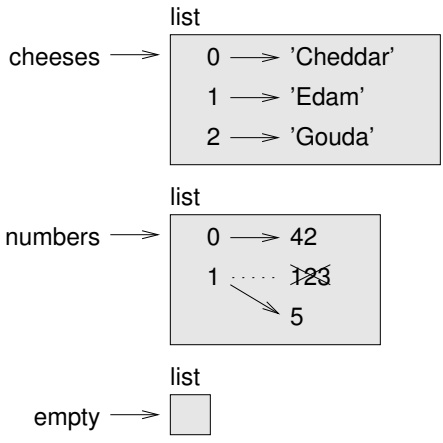 list
cheeses 0 'Cheddar'
1 'Edam'
2 'Gouda'
list
numbers 0 42
1 123
5
list
empty